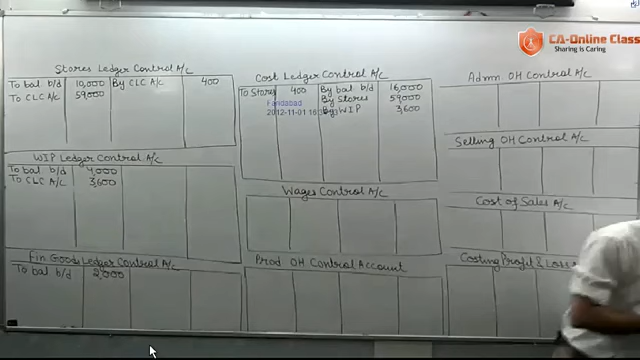 CA-Online Class
Sharing is Caring
Stores Ledger Control A/c
To bal b/d 10,000 By CLC A/c 400
To CLC A/c 59,000
Cost Ledger Control A/c
To Stores 400 By bal b/d 16,000
By Stores 59,000
By WIP 3,600
Faridabad
Admn OH Control A/c
Selling OH Control A/c
WIP Ledger Control A/c
To bal b/d 4,000
To CLC A/c 3,600
Wages Control A/c
Cost of Sales A/c
Fin Goods Ledger Control A/c
To bal b/d 2,000
Prod OH Control Account
Costing Profit & Loss